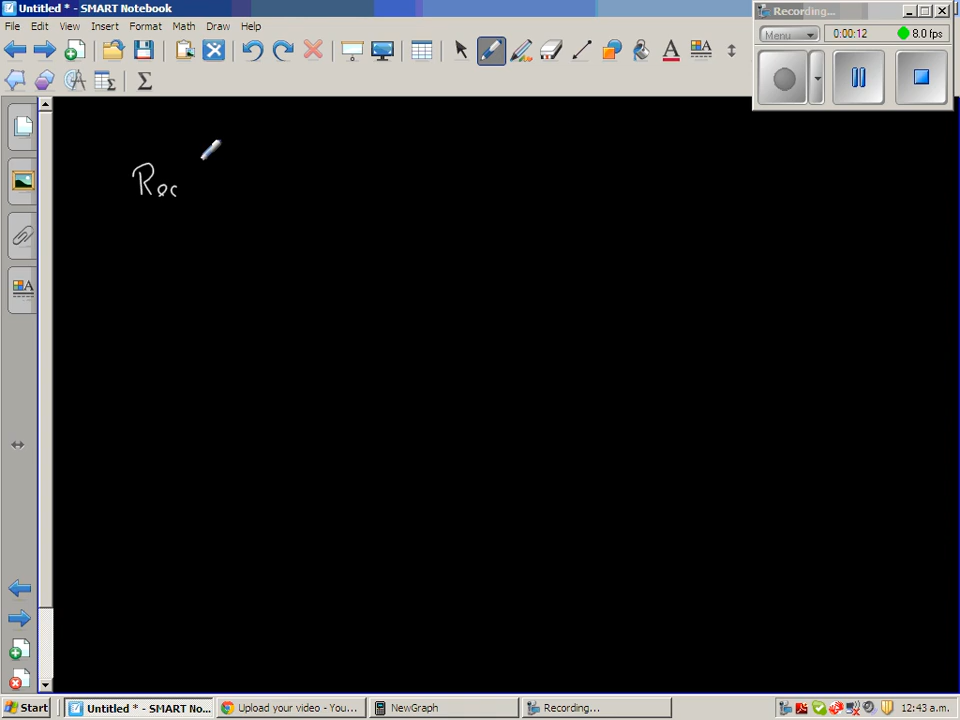 Untitled * - SMART Notebook
Recording...
File Edit View Insert Format Math Draw Help
Menu 0:00:12 8.0 fps
Rec
Start Untitled * - SMART No... Upload your video - You... NewGraph Recording... 12:43 a.m.